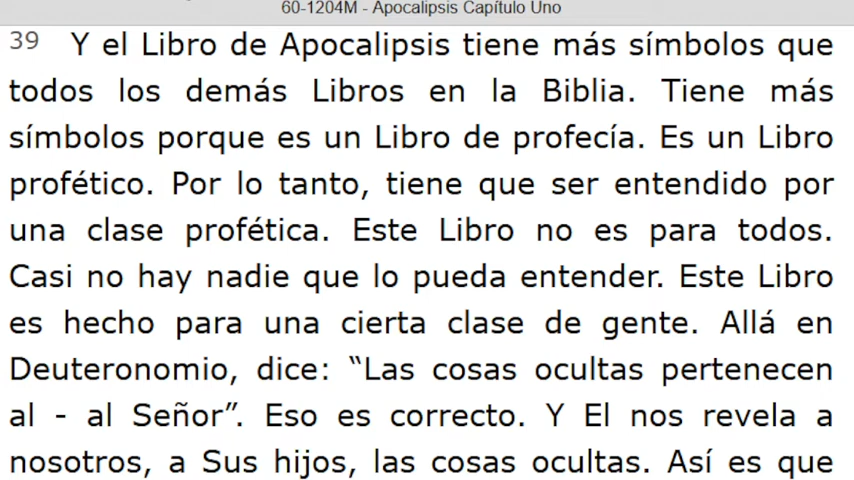 60-1204M - Apocalipsis Capítulo Uno
39 Y el Libro de Apocalipsis tiene más símbolos que
todos los demás Libros en la Biblia. Tiene más
símbolos porque es un Libro de profecía. Es un Libro
profético. Por lo tanto, tiene que ser entendido por
una clase profética. Este Libro no es para todos.
Casi no hay nadie que lo pueda entender. Este Libro
es hecho para una cierta clase de gente. Allá en
Deuteronomio, dice: “Las cosas ocultas pertenecen
al - al Señor”. Eso es correcto. Y El nos revela a
nosotros, a Sus hijos, las cosas ocultas. Así es que